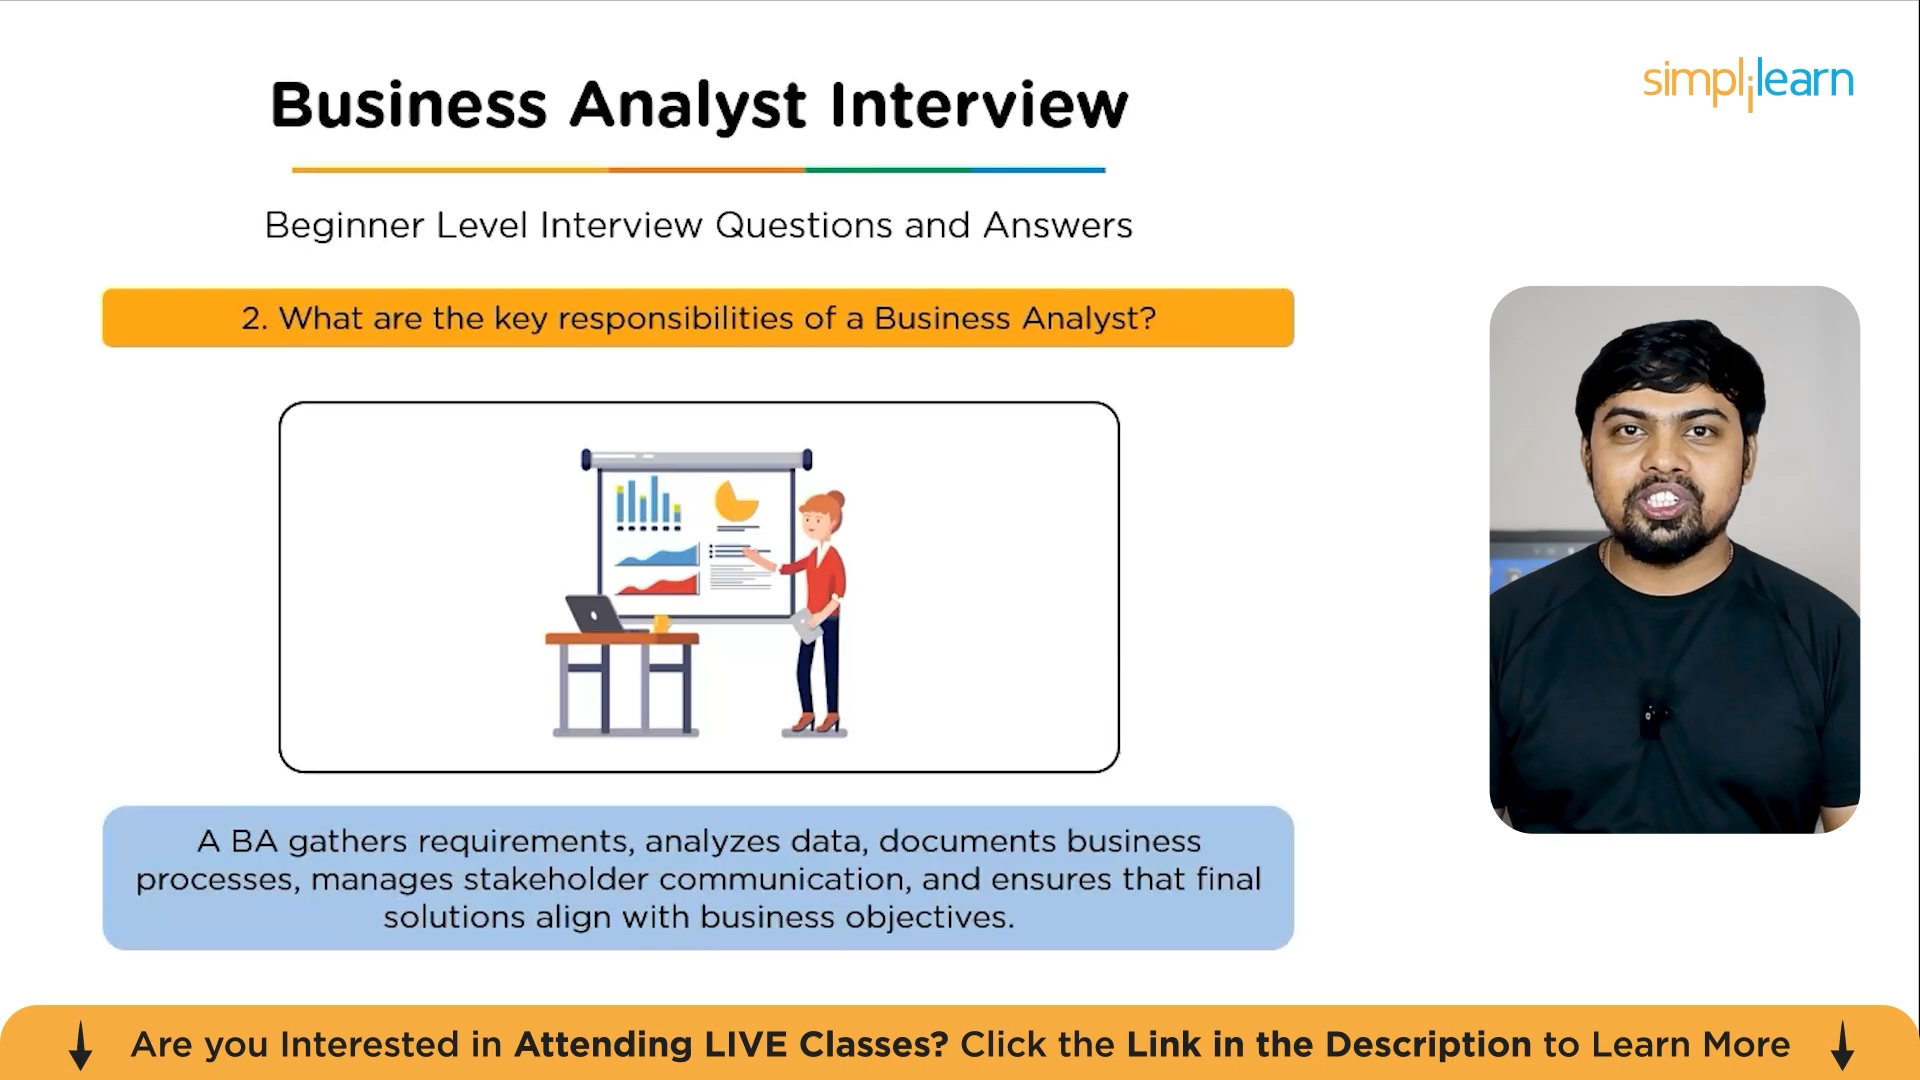 Business Analyst Interview
simplilearn
Beginner Level Interview Questions and Answers
2. What are the key responsibilities of a Business Analyst?
A BA gathers requirements, analyzes data, documents business
processes, manages stakeholder communication, and ensures that final
solutions align with business objectives.
Are you Interested in Attending LIVE Classes? Click the Link in the Description to Learn More